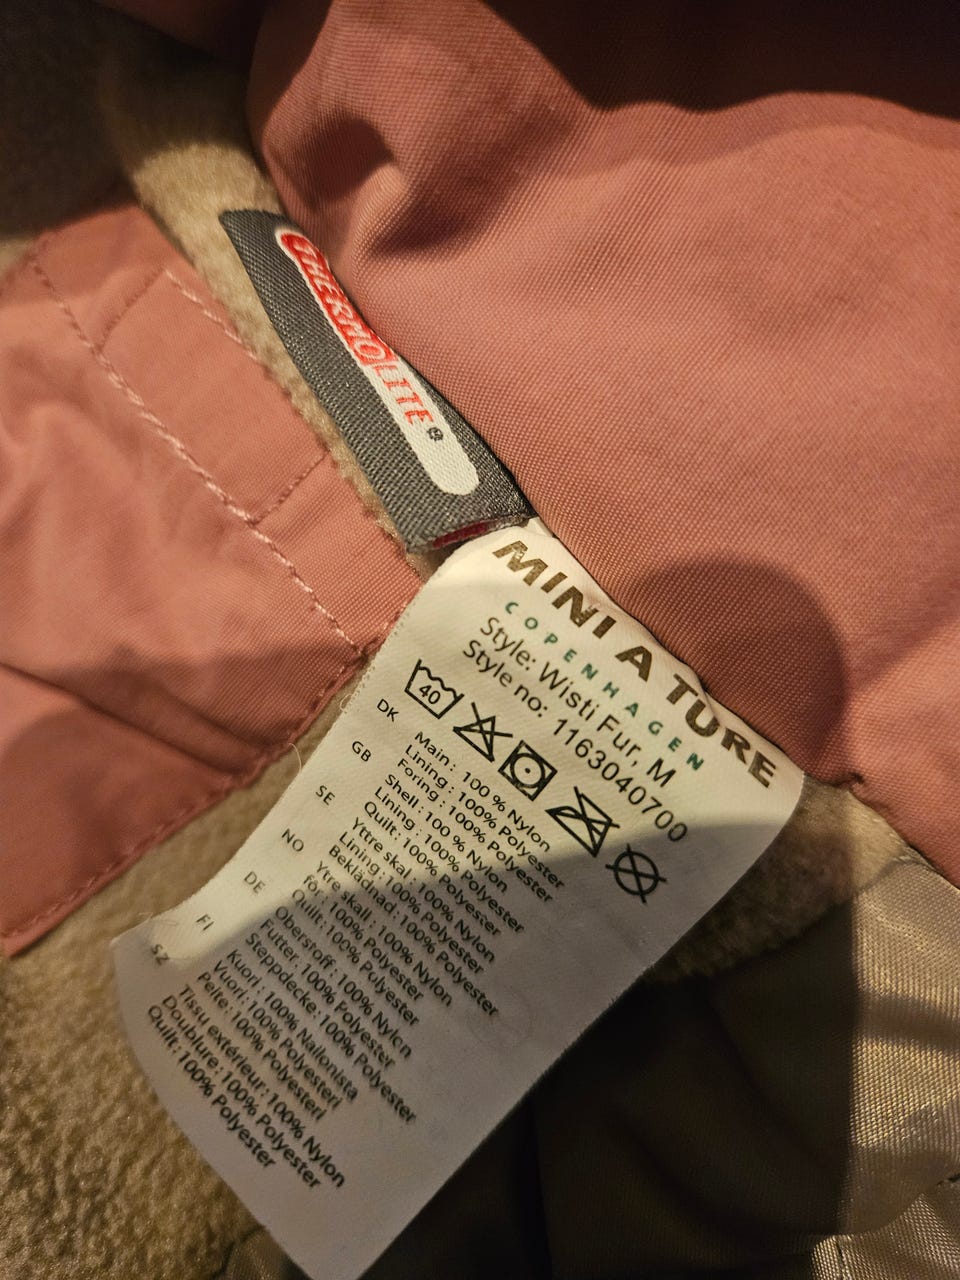 THERMOLITE®
MINI A TURE
COPENHAGEN
Style: Wisti Fur, M
Style no: 1163040700
40
DK
Main: 100 % Nylon
Lining: 100% Polyester
Foring: 100% Polyester
GB
Shell: 100 % Nylon
Lining: 100% Polyester
Quilt: 100% Polyester
SE
Yttre skal: 100% Nylon
Lining: 100% Polyester
Beklädnad: 100% Polyester
NO
Ytre skall: 100% Nylon
fór: 100% Polyester
Quilt: 100% Polyester
DE
Oberstoff: 100% Nylon
Futter: 100% Polyester
Steppdecke: 100% Polyester
FI
Kuori: 100% Nailonista
Vuori: 100% Polyesteri
Peite: 100% Polyesteri
SZ
Tissu extérieur: 100% Nylon
Doublure: 100% Polyester
Quilt: 100% Polyester